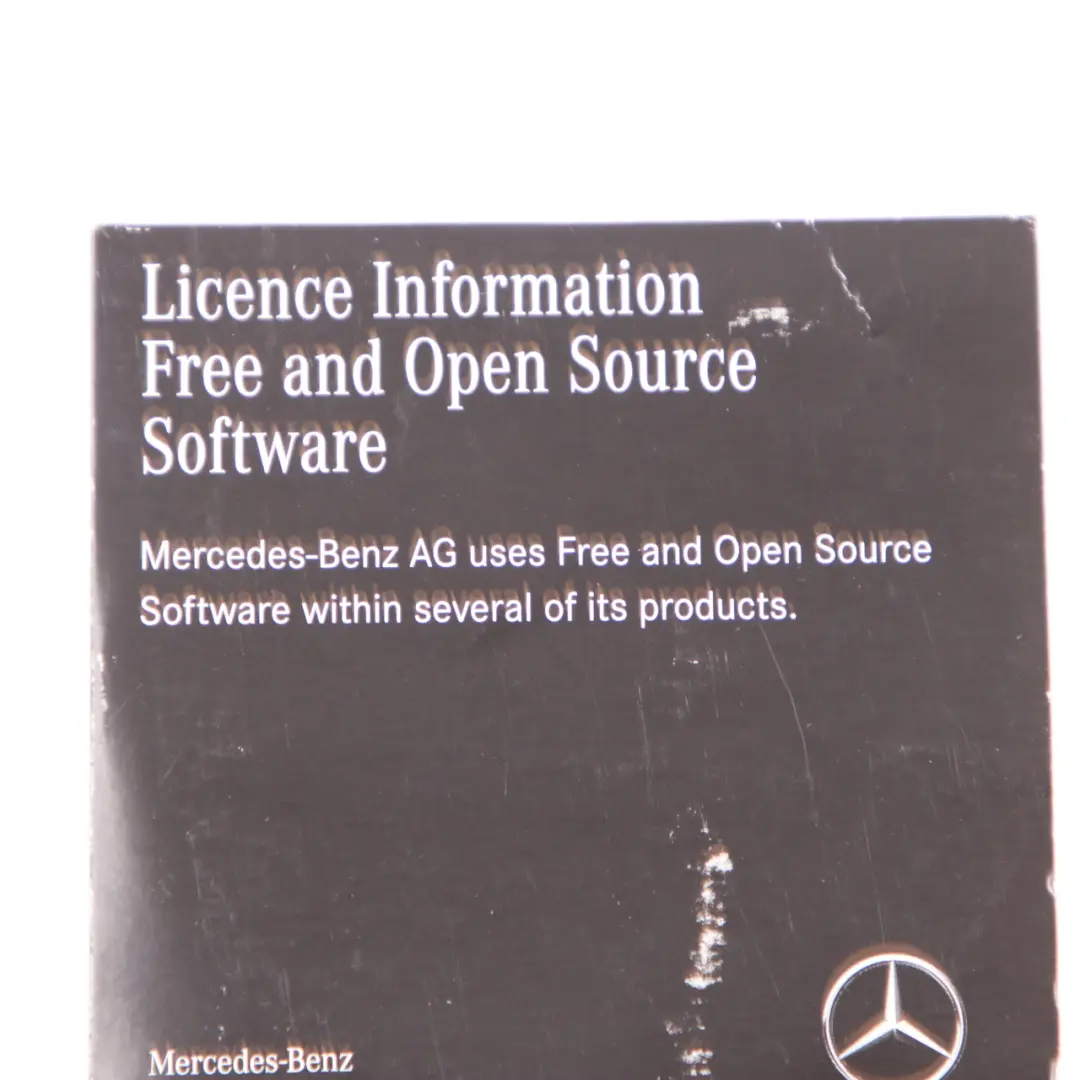 Licence Information
Free and Open Source
Software
Mercedes-Benz AG uses Free and Open Source
Software within several of its products.
Mercedes-Benz